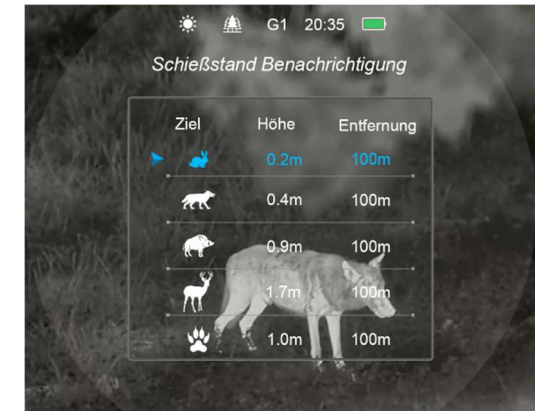 G1 20:35
Schießstand Benachrichtigung
Ziel Höhe Entfernung
0.2m 100m
0.4m 100m
0.9m 100m
1.7m 100m
1.0m 100m